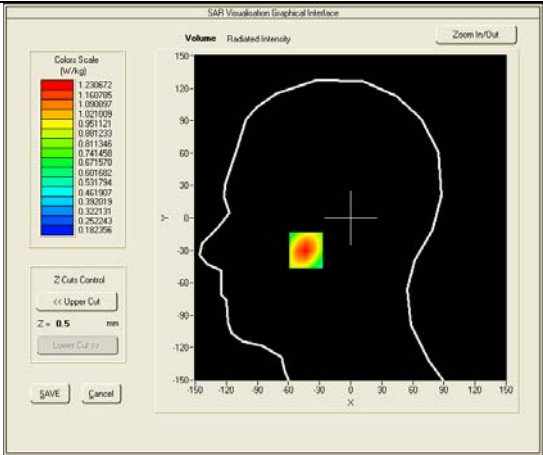 SAR Visualisation Graphical Interface
Volume Radiated Intensity
Zoom In/Out
Colors Scale
(W/kg)
1.230672
1.160785
1.090897
1.021009
0.951121
0.881233
0.811346
0.741458
0.671570
0.601682
0.531794
0.461907
0.392019
0.322131
0.252243
0.182356
Z-Cuts Control
<< Upper Cut
Z = 0.5 mm
Lower Cut >>
SAVE Cancel
150
90
60
30
0
-30
-60
-90
-120
-150
Y
-150 -120 -90 -60 -30 0 30 60 90 120 150
X